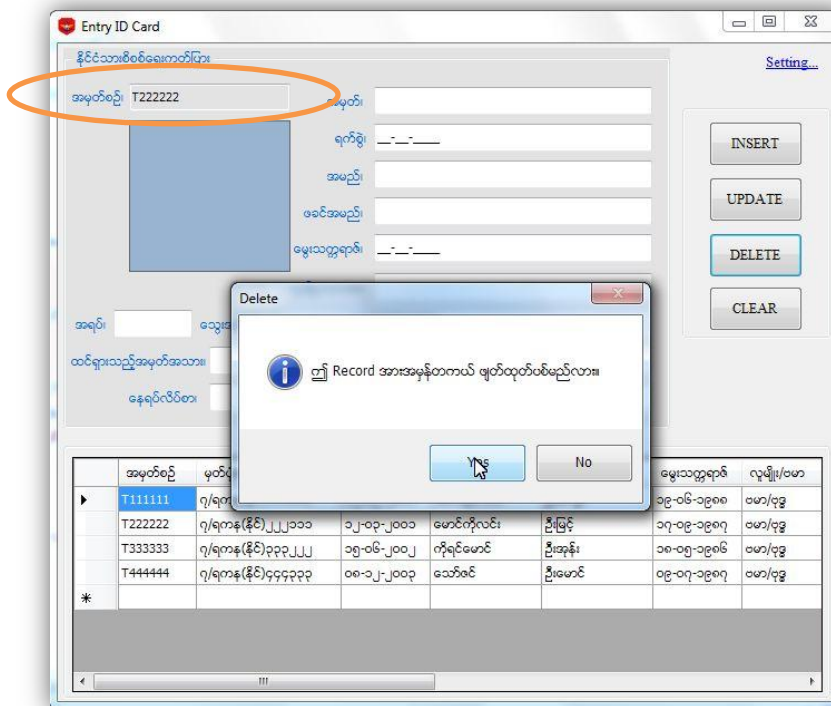 Entry ID Card
နိုင်ငံသားစိစစ်ရေးကတ်ပြား
Setting...
အမှတ်စဉ်၊ T222222
အမှတ်၊
ရက်စွဲ၊ __-__-____
အမည်၊
ဖခင်အမည်၊
မွေးသက္ကရာဇ်၊ __-__-____
INSERT
UPDATE
DELETE
CLEAR
အရပ်၊
ထင်ရှားသည့်အမှတ်အသား၊
နေရပ်လိပ်စာ၊
Delete
ဤ Record အားအမှန်တကယ် ဖျတ်ထုတ်ပစ်မည်လား။
Yes No
အမှတ်စဉ် မွေးသက္ကရာဇ် လူမျိုး/ဗမာ
T111111 ၇/ရက ၁၉-၀၆-၁၉၈၈ ဗမာ/ဗုဒ္ဓ
T222222 ၇/ရကန(နိုင်)၂၂၂၁၁၁ ၁၂-၀၃-၂၀၀၁ မောင်ကိုလင်း ဦးမြင့် ၁၇-၀၉-၁၉၈၇ ဗမာ/ဗုဒ္ဓ
T333333 ၇/ရကန(နိုင်)၃၃၃၂၂၂ ၁၅-၀၆-၂၀၀၂ ကိုရင်မောင် ဦးအုန်း ၁၈-၀၅-၁၉၈၆ ဗမာ/ဗုဒ္ဓ
T444444 ၇/ရကန(နိုင်)၄၄၄၃၃၃ ၀၈-၁၂-၂၀၀၃ သော်ဇင် ဦးမောင် ၀၉-၀၇-၁၉၈၇ ဗမာ/ဗုဒ္ဓ